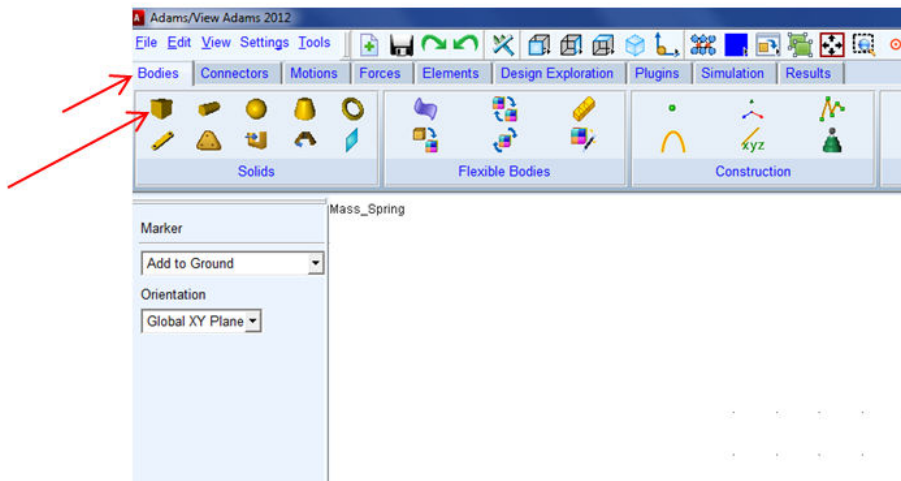 Adams/View Adams 2012
File Edit View Settings Tools
Bodies Connectors Motions Forces Elements Design Exploration Plugins Simulation Results
xyz
Solids Flexible Bodies Construction
Mass_Spring
Marker
Add to Ground
Orientation
Global XY Plane